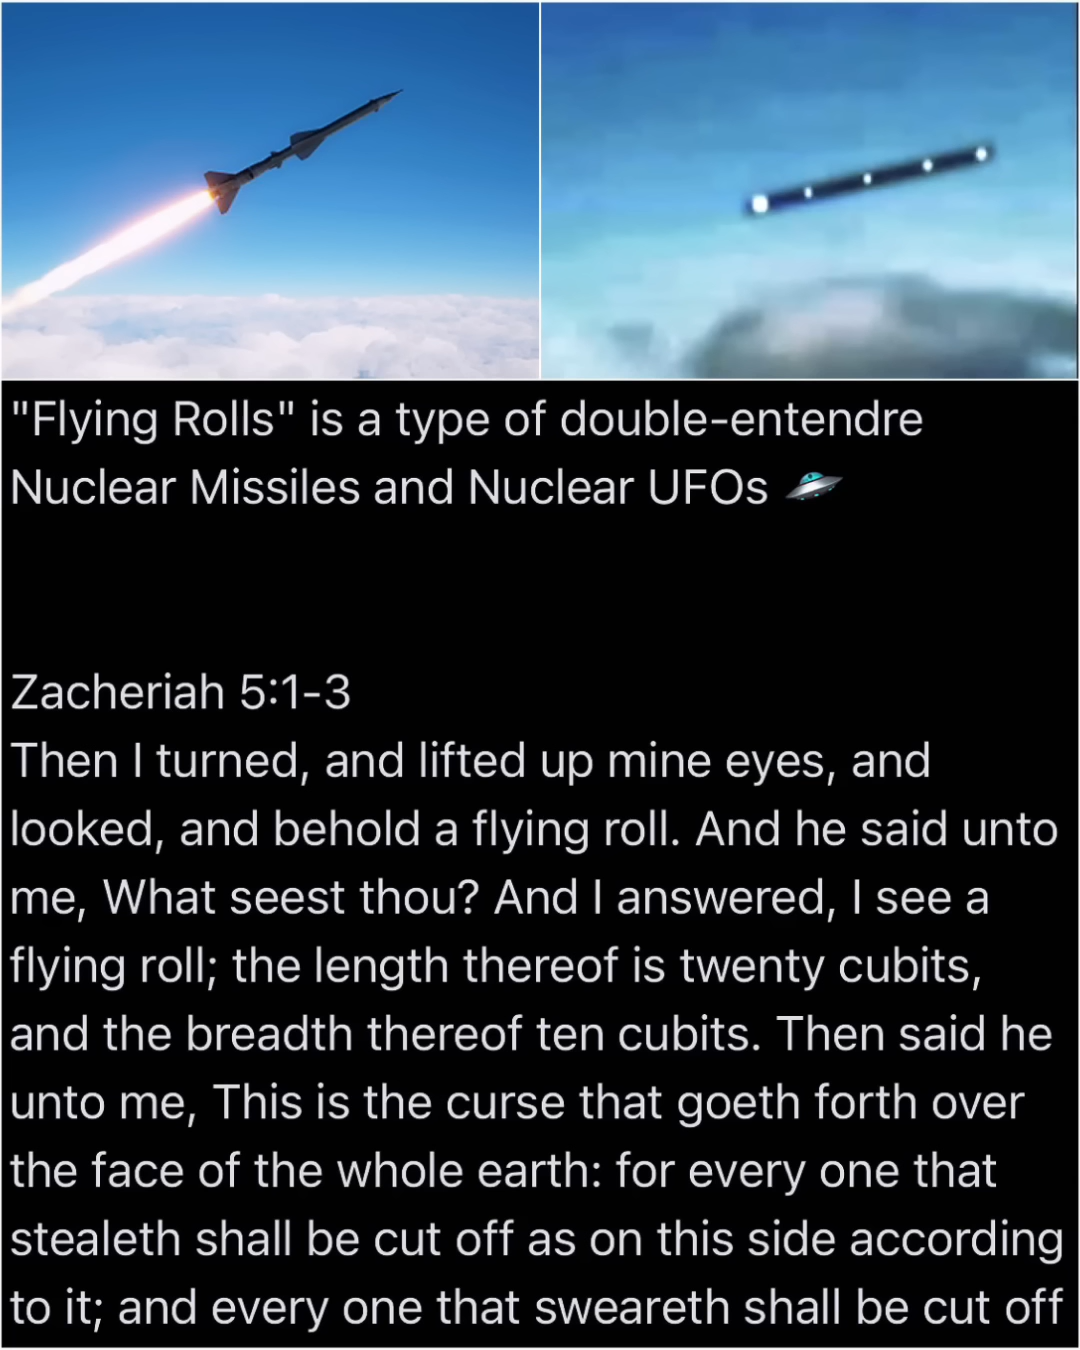 "Flying Rolls" is a type of double-entendre
Nuclear Missiles and Nuclear UFOs 🛸
Zacheriah 5:1-3
Then I turned, and lifted up mine eyes, and
looked, and behold a flying roll. And he said unto
me, What seest thou? And I answered, I see a
flying roll; the length thereof is twenty cubits,
and the breadth thereof ten cubits. Then said he
unto me, This is the curse that goeth forth over
the face of the whole earth: for every one that
stealeth shall be cut off as on this side according
to it; and every one that sweareth shall be cut off